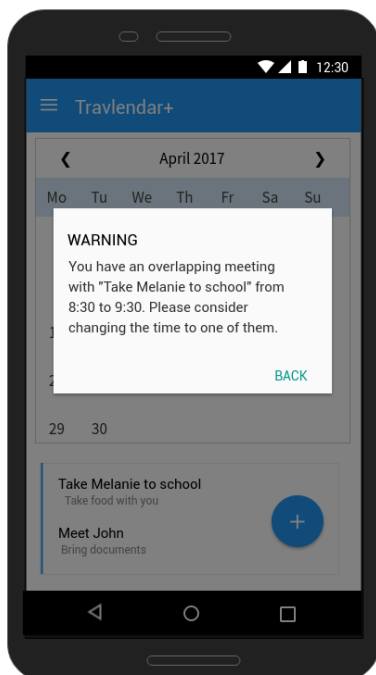 12:30
Travlendar+
April 2017
Mo Tu We Th Fr Sa Su
WARNING
You have an overlapping meeting
with "Take Melanie to school" from
8:30 to 9:30. Please consider
changing the time to one of them.
BACK
29 30
Take Melanie to school
Take food with you
Meet John
Bring documents
+